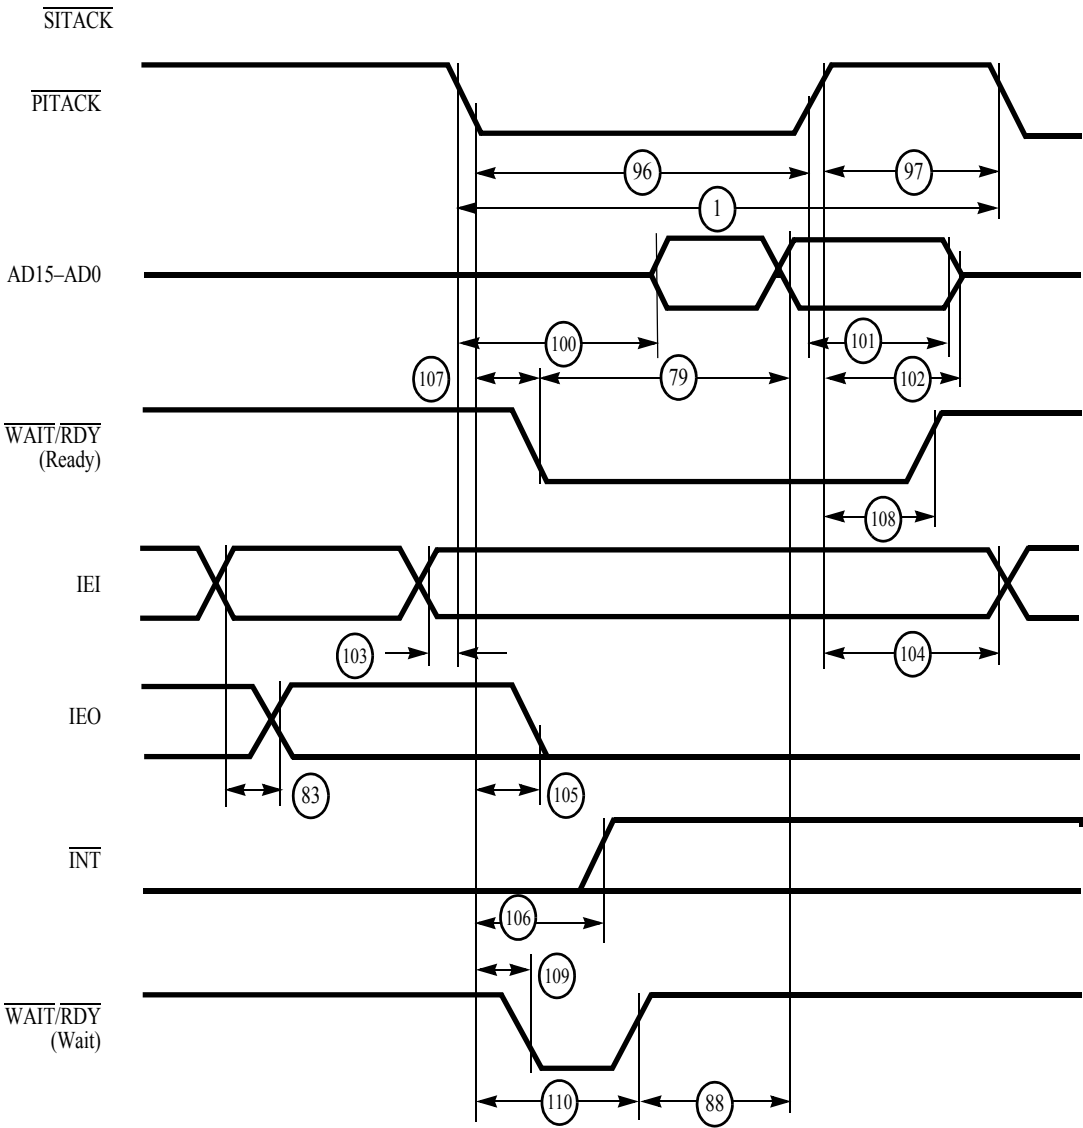 SITACK
PITACK
96
97
1
AD15–AD0
100
101
107
79
102
WAIT/RDY
(Ready)
108
IEI
103
104
IEO
83
105
INT
106
109
WAIT/RDY
(Wait)
110
88